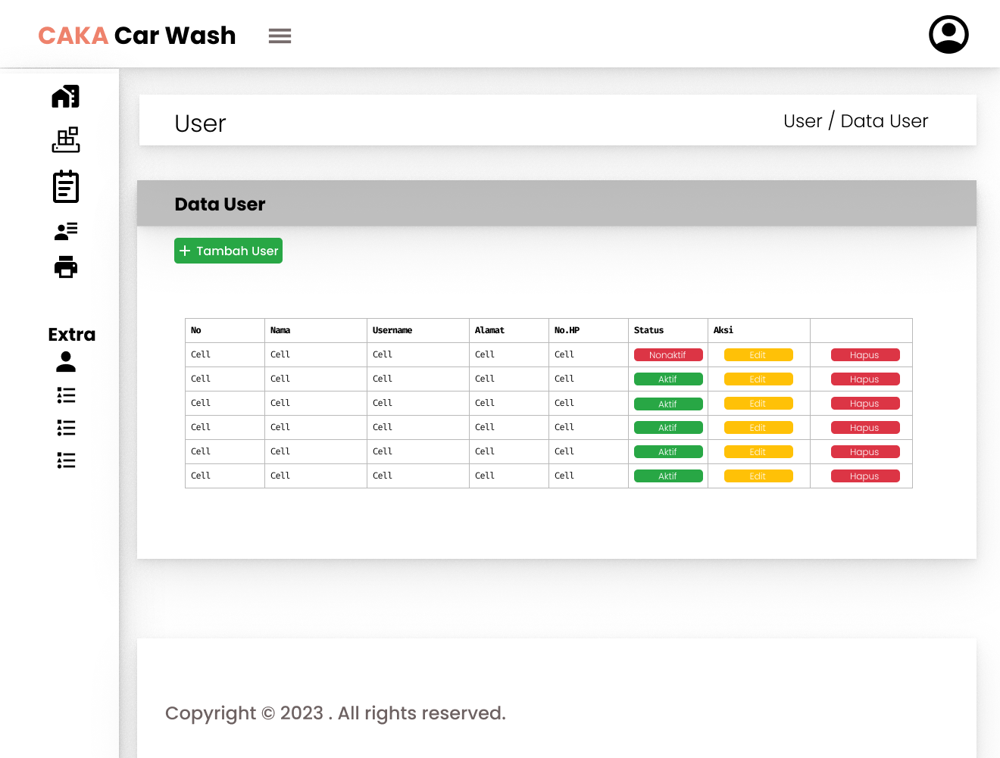 CAKA Car Wash
User
User / Data User
Data User
+ Tambah User
No Nama Username Alamat No.HP Status Aksi
Cell Cell Cell Cell Cell Nonaktif Edit Hapus
Cell Cell Cell Cell Cell Aktif Edit Hapus
Cell Cell Cell Cell Cell Aktif Edit Hapus
Cell Cell Cell Cell Cell Aktif Edit Hapus
Cell Cell Cell Cell Cell Aktif Edit Hapus
Cell Cell Cell Cell Cell Aktif Edit Hapus
Extra
Copyright © 2023 . All rights reserved.